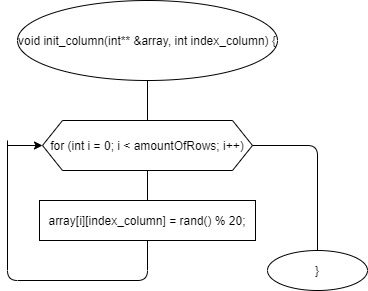 void init_column(int** &array, int index_column) {
for (int i = 0; i < amountOfRows; i++)
array[i][index_column] = rand() % 20;
}